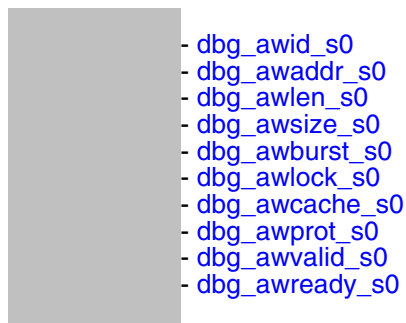 - dbg_awid_s0
- dbg_awaddr_s0
- dbg_awlen_s0
- dbg_awsize_s0
- dbg_awburst_s0
- dbg_awlock_s0
- dbg_awcache_s0
- dbg_awprot_s0
- dbg_awvalid_s0
- dbg_awready_s0